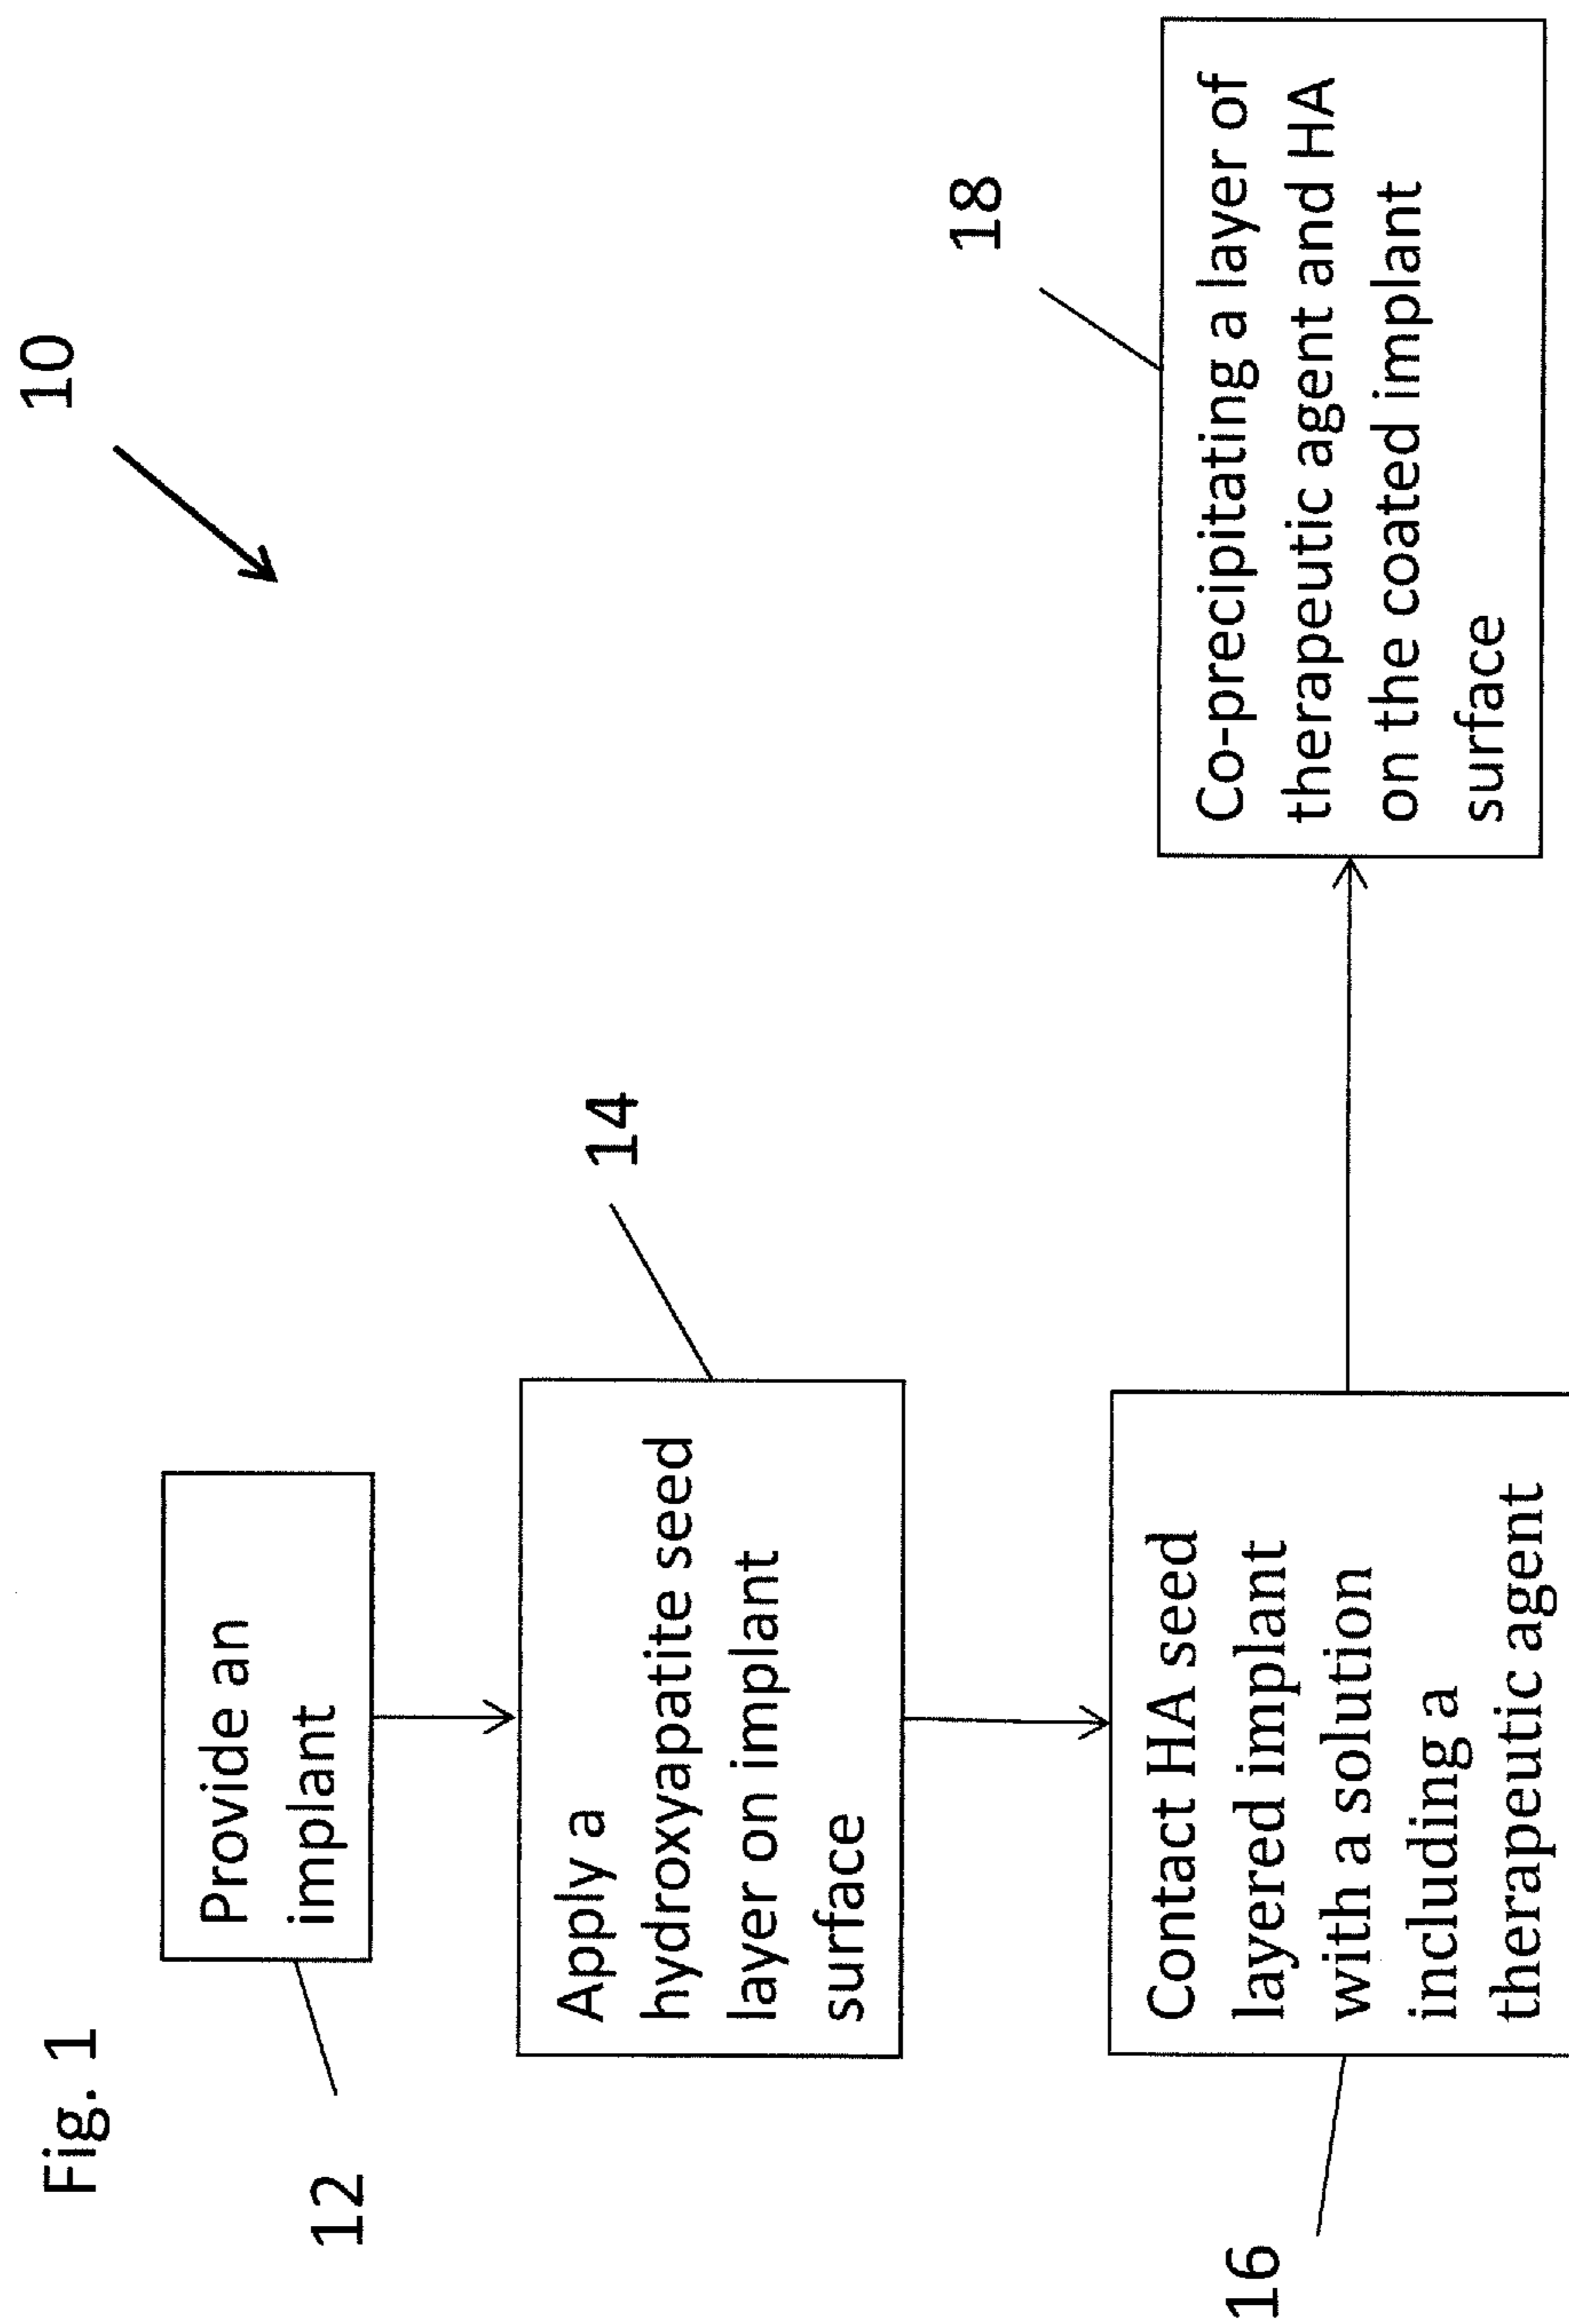 Fig. 1
10
12
Provide an
implant
14
Apply a
hydroxyapatite seed
layer on implant
surface
16
Contact HA seed
layered implant
with a solution
including a
therapeutic agent
18
Co-precipitating a layer of
therapeutic agent and HA
on the coated implant
surface